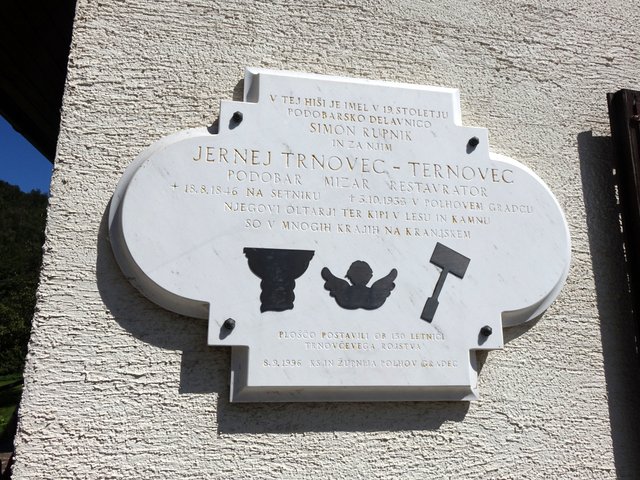 V TEJ HIŠI JE IMEL V 19. STOLETJU
PODOBARSKO DELAVNICO
SIMON RUPNIK
IN ZA NJIM
JERNEJ TRNOVEC - TERNOVEC
PODOBAR MIZAR RESTAVRATOR
+ 18.8.1846 NA SETNIKU + 3.10.1933 V POLHOVEM GRADCU
NJEGOVI OLTARJI TER KIPI V LESU IN KAMNU
SO V MNOGIH KRAJIH NA KRANJSKEM
PLOŠČO POSTAVILI OB 150 LETNICI
TRNOVČEVEGA ROJSTVA
8.9.1996 KS IN ŽUPNIJA POLHOV GRADEC